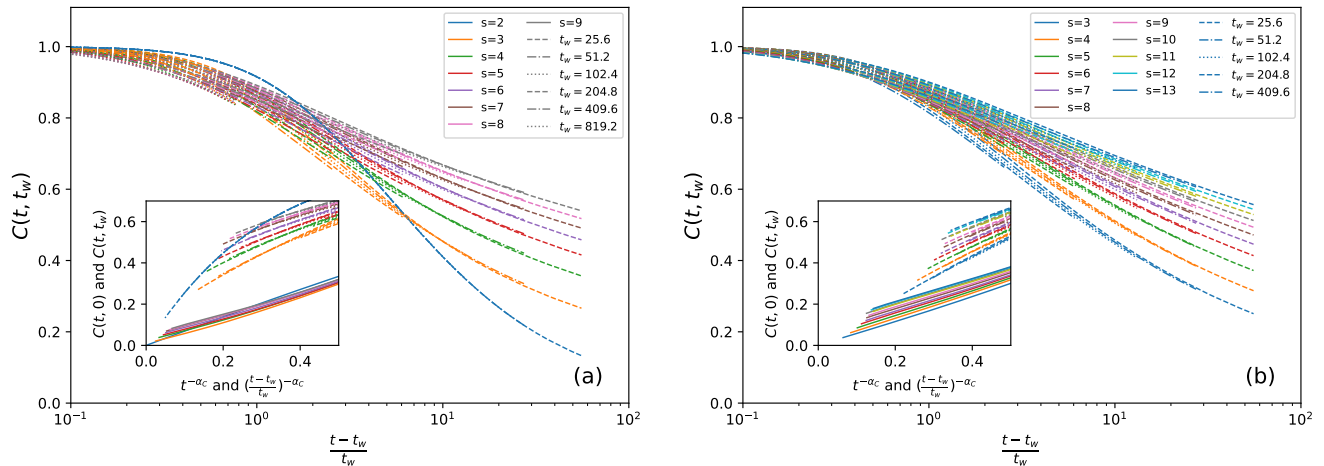 s=2
s=3
s=4
s=5
s=6
s=7
s=8
s=9
t_w = 25.6
t_w = 51.2
t_w = 102.4
t_w = 204.8
t_w = 409.6
t_w = 819.2
C(t, t_w)
1.0
0.8
0.6
0.4
0.2
0.0
C(t, 0) and C(t, t_w)
0.6
0.4
0.2
0.0
0.0 0.2 0.4
t^{-α_C} and (\frac{t-t_w}{t_w})^{-α_C}
(a)
10^{-1} 10^0 10^1 10^2
\frac{t-t_w}{t_w}
s=3
s=4
s=5
s=6
s=7
s=8
s=9
s=10
s=11
s=12
s=13
t_w = 25.6
t_w = 51.2
t_w = 102.4
t_w = 204.8
t_w = 409.6
C(t, t_w)
1.0
0.8
0.6
0.4
0.2
0.0
C(t, 0) and C(t, t_w)
0.6
0.4
0.2
0.0
0.0 0.2 0.4
t^{-α_C} and (\frac{t-t_w}{t_w})^{-α_C}
(b)
10^{-1} 10^0 10^1 10^2
\frac{t-t_w}{t_w}